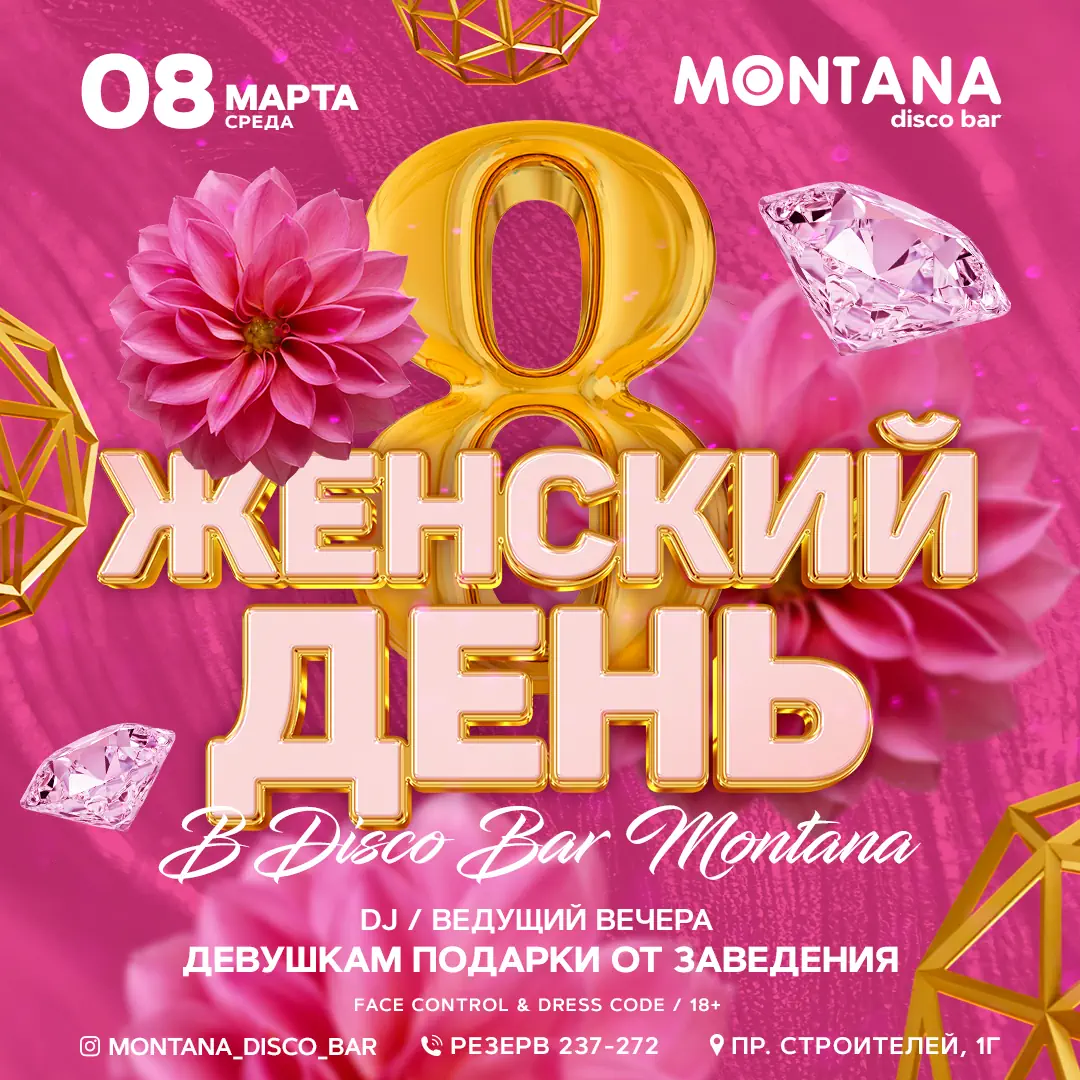 08 МАРТА
СРЕДА
MONTANA
disco bar
8
ЖЕНСКИЙ
ДЕНЬ
В Disco Bar Montana
DJ / ВЕДУЩИЙ ВЕЧЕРА
ДЕВУШКАМ ПОДАРКИ ОТ ЗАВЕДЕНИЯ
FACE CONTROL & DRESS CODE / 18+
MONTANA_DISCO_BAR
РЕЗЕРВ 237-272
ПР. СТРОИТЕЛЕЙ, 1Г